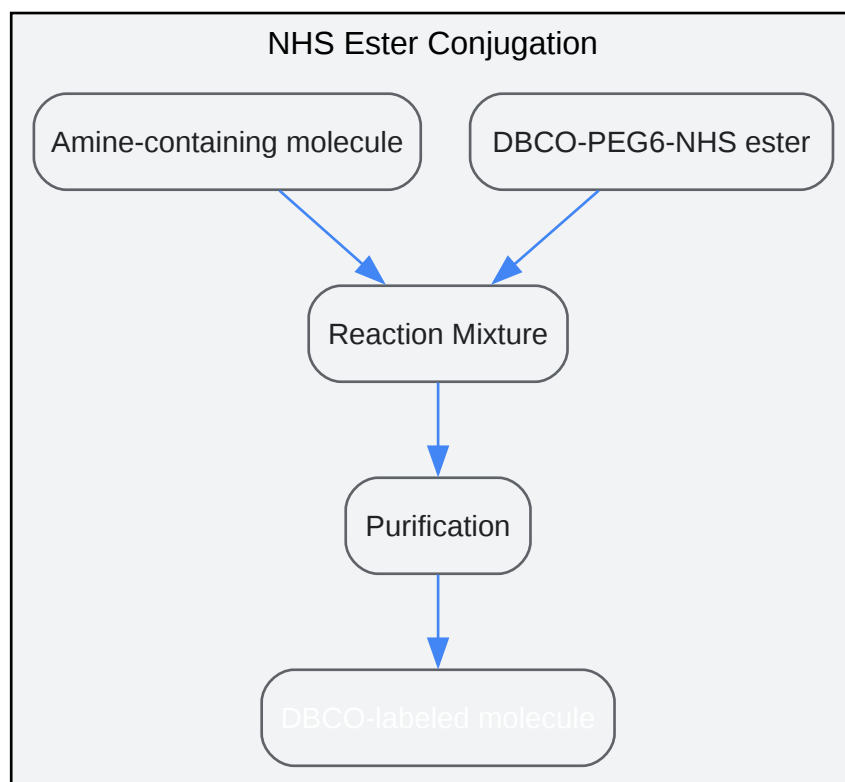 NHS Ester Conjugation
Amine-containing molecule
DBCO-PEG6-NHS ester
Reaction Mixture
Purification
DBCO-labeled molecule